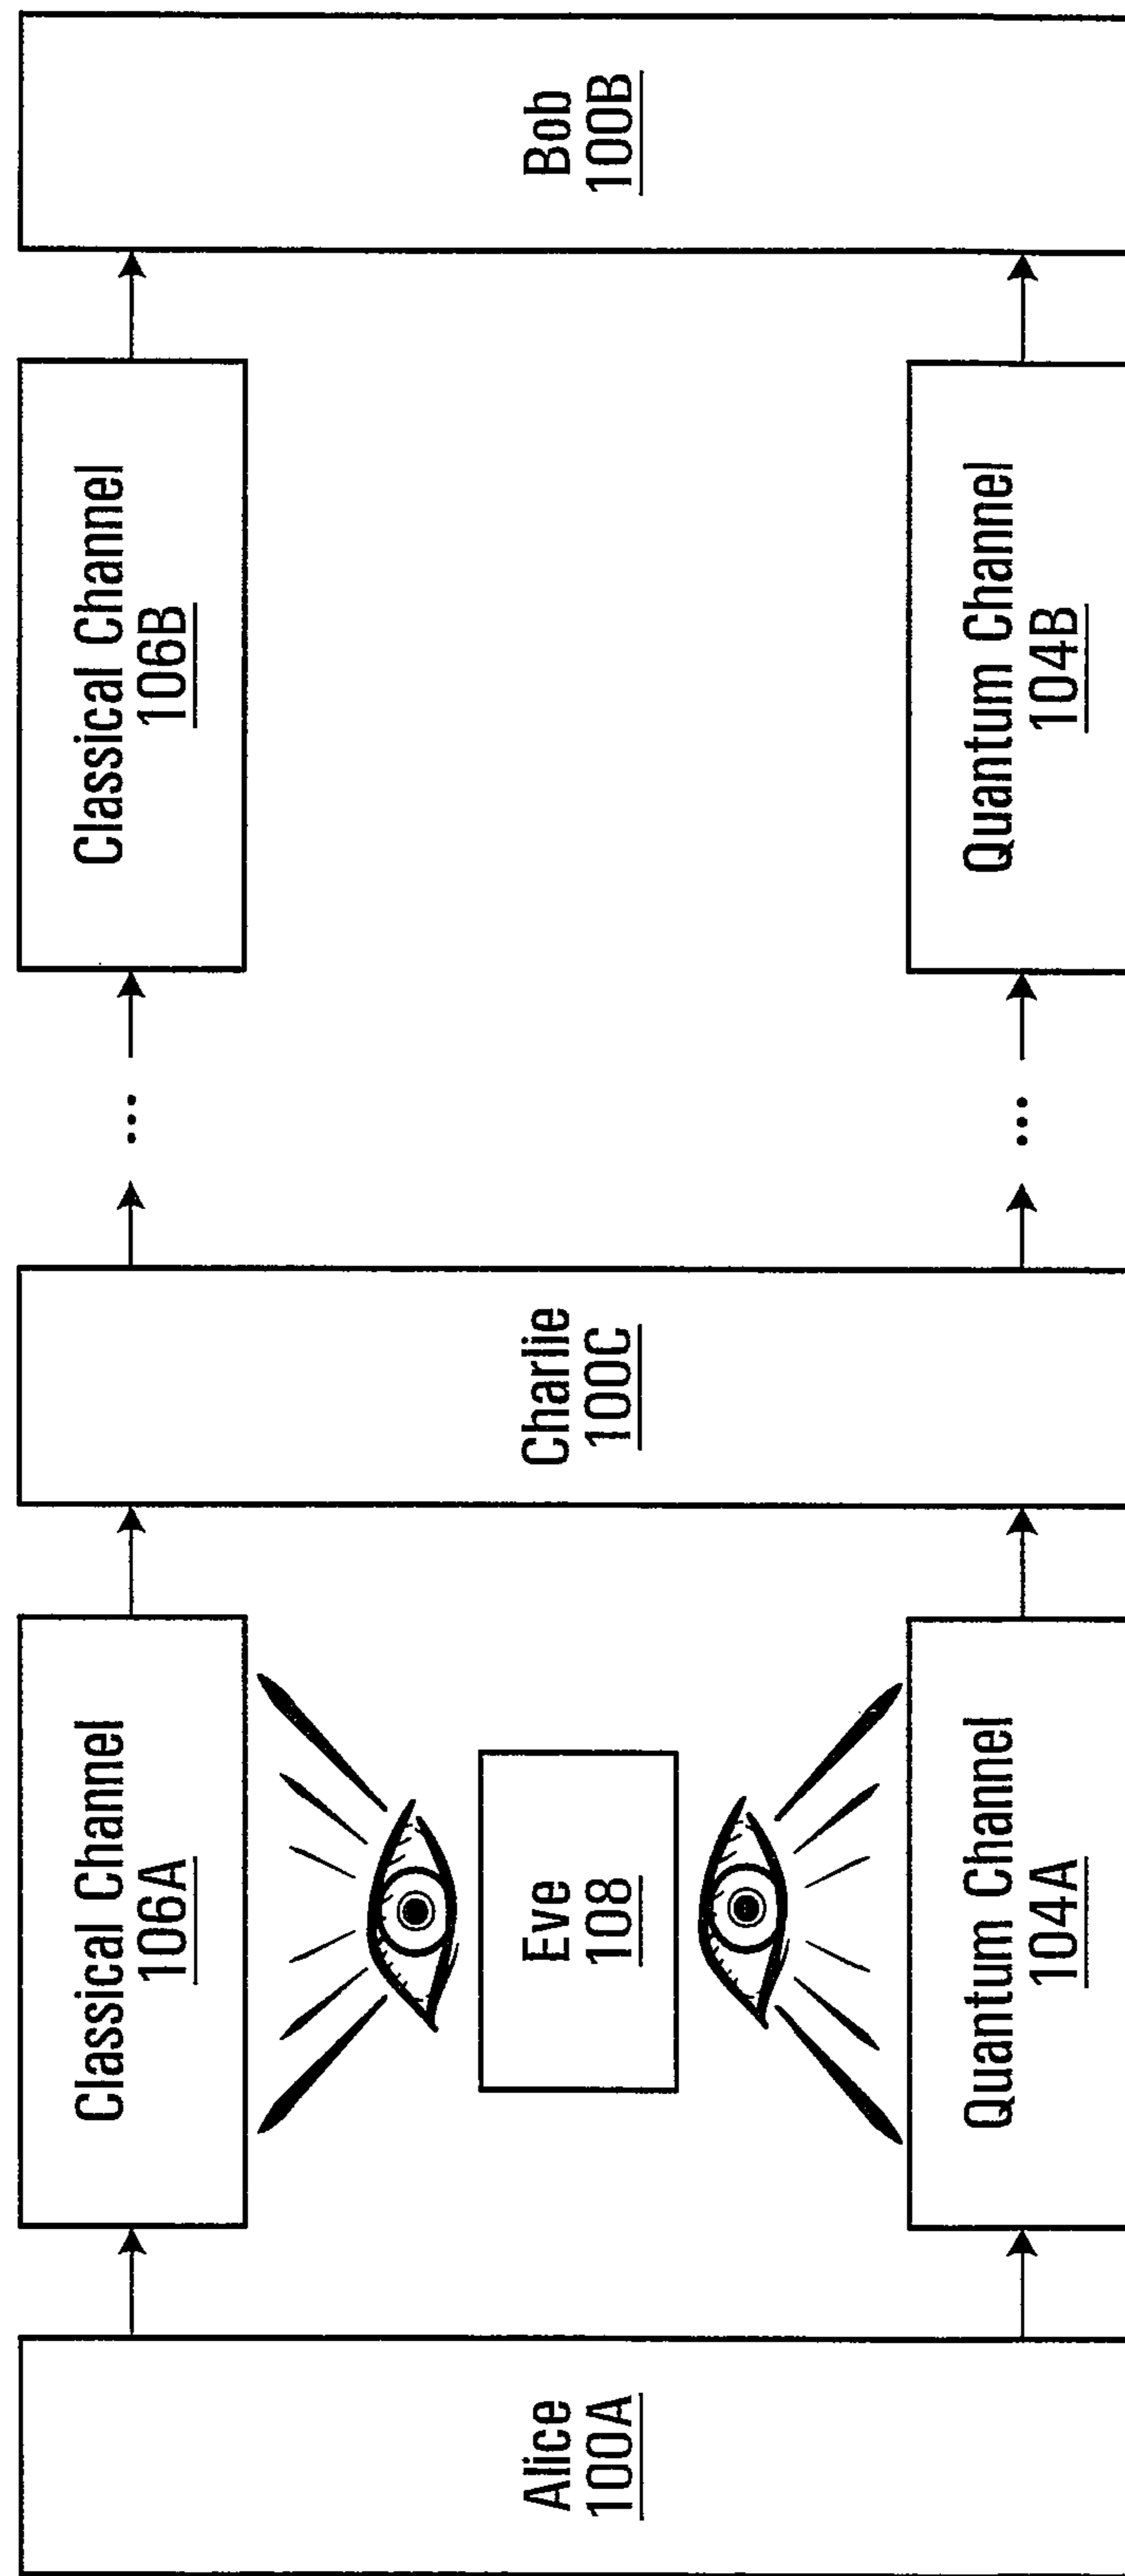 Alice
100A
Classical Channel
106A
Eve
108
Quantum Channel
104A
Charlie
100C
...
...
Classical Channel
106B
Quantum Channel
104B
Bob
100B